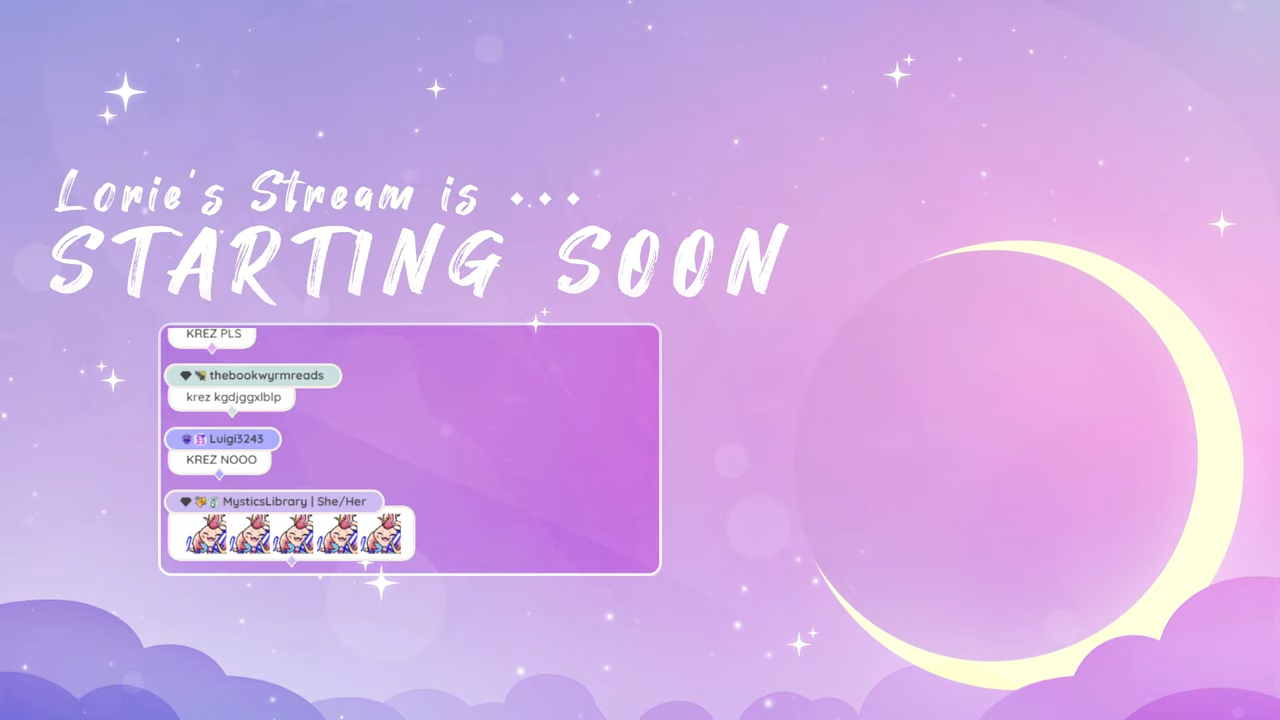 Lorie's Stream is ...
STARTING SOON
KREZ PLS
thebookwyrmreads
krez kgdjggxlblp
Luigi3243
KREZ NOOO
MysticsLibrary | She/Her